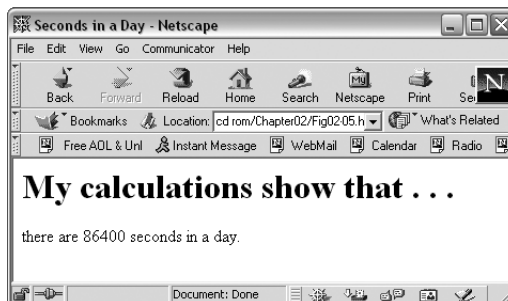 Seconds in a Day - Netscape
File Edit View Go Communicator Help
Back Forward Reload Home Search Netscape Print
My
N
Bookmarks Location: cd rom/Chapter02/Fig02-05.h What's Related
Free AOL & Unl Instant Message WebMail Calendar Radio
My calculations show that . . .
there are 86400 seconds in a day.
Document: Done